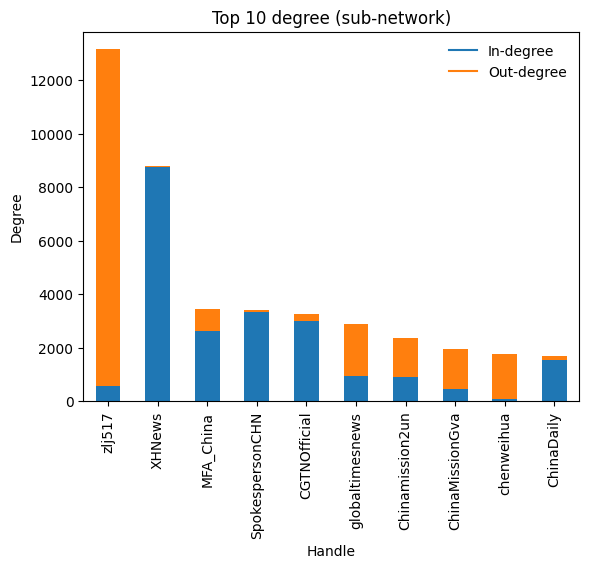 Top 10 degree (sub-network)
In-degree
Out-degree
Degree
12000
10000
8000
6000
4000
2000
0
zlj517
XHNews
MFA_China
SpokespersonCHN
CGTNOfficial
globaltimesnews
Chinamission2un
ChinaMissionGva
chenweihua
ChinaDaily
Handle